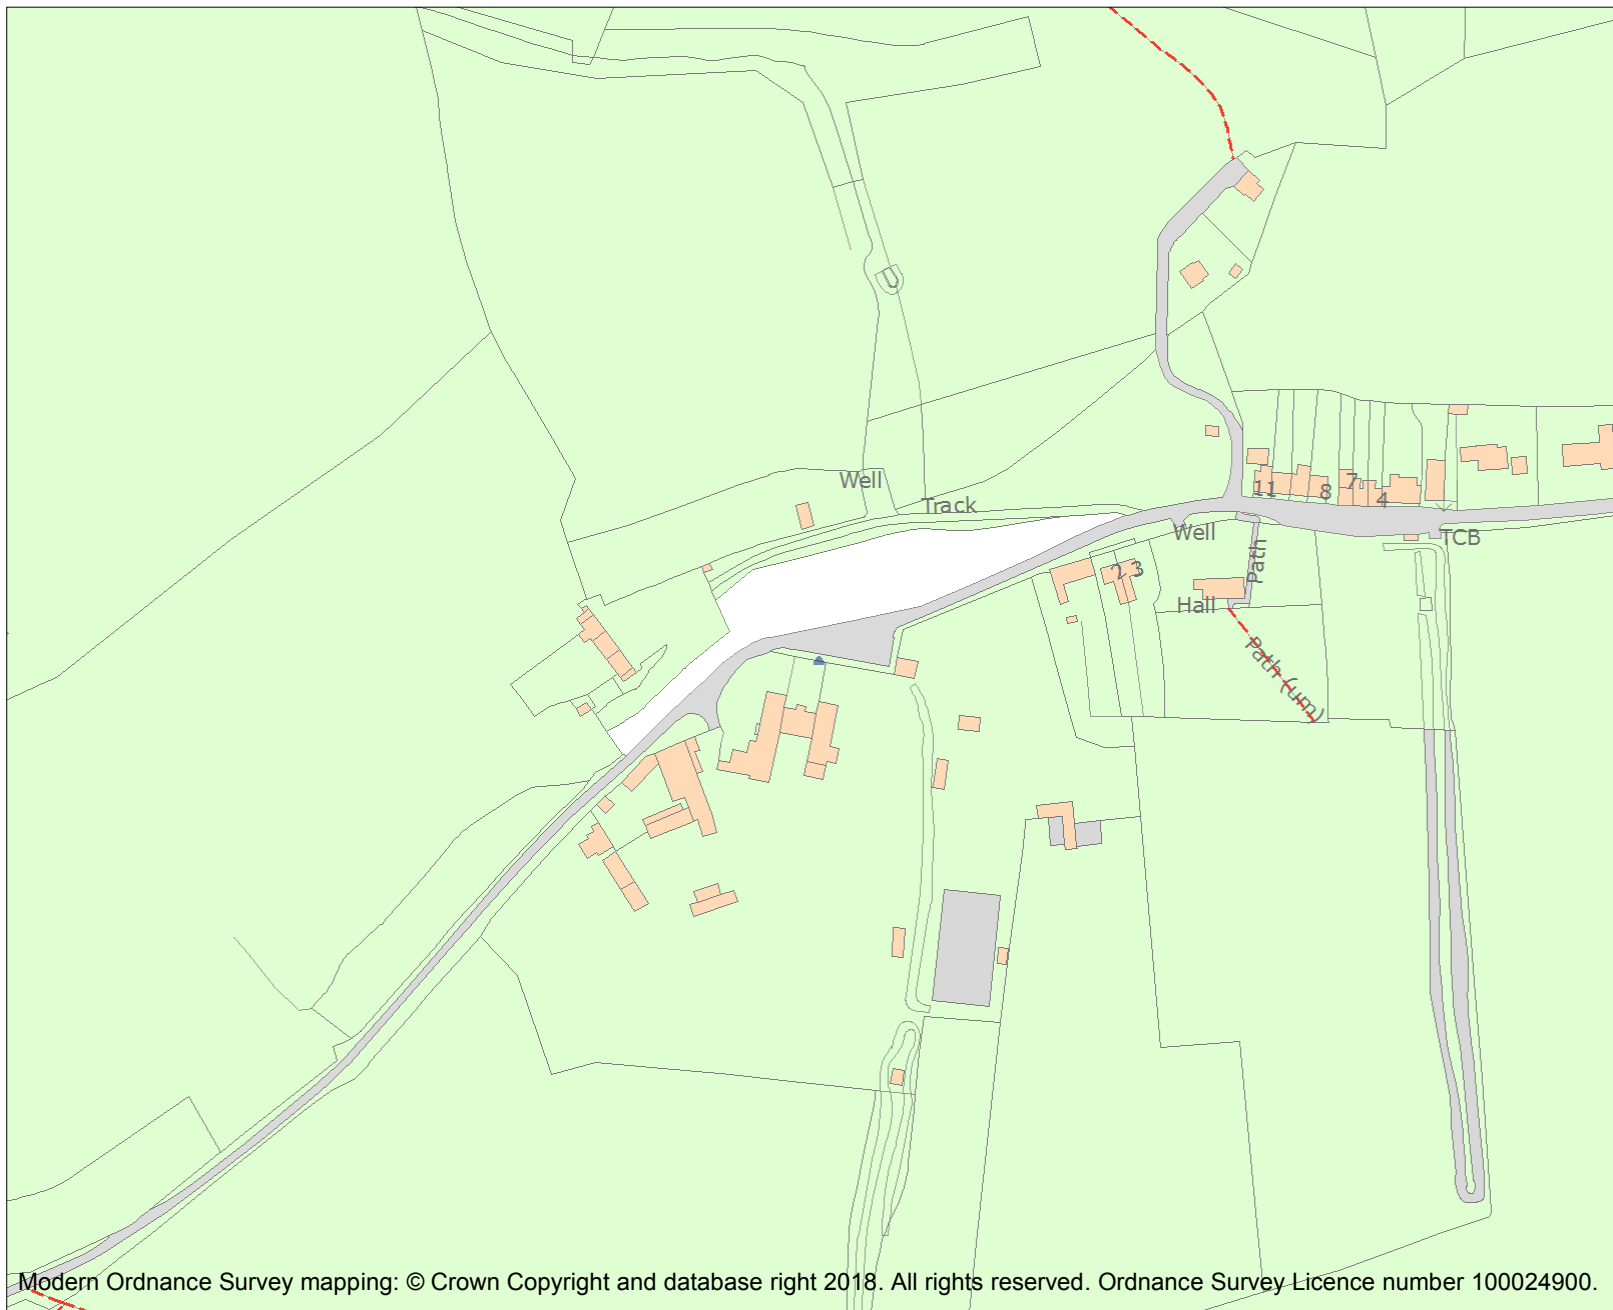 Well
Track
11
8
7
4
Well
TCB
Path
2 3
Hall
Path (um)
Modern Ordnance Survey mapping: © Crown Copyright and database right 2018. All rights reserved. Ordnance Survey Licence number 100024900.